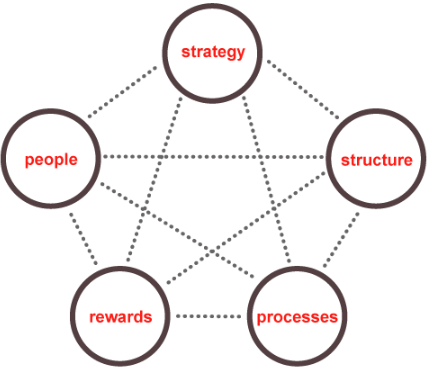 strategy
people
structure
rewards
processes